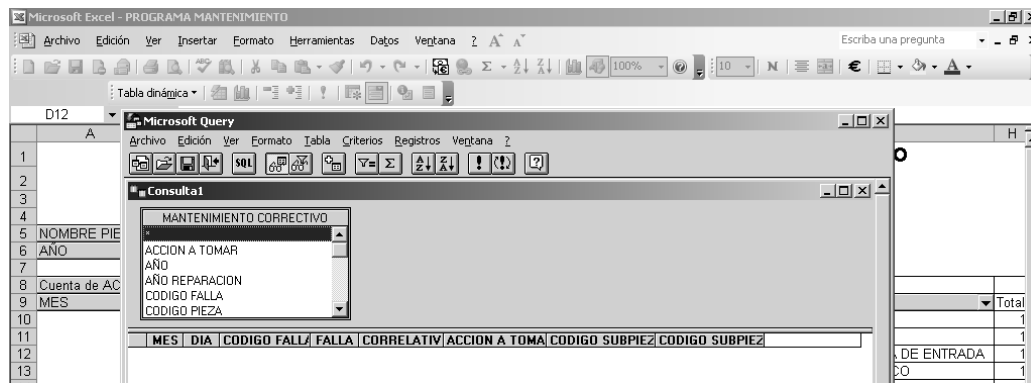 Microsoft Excel - PROGRAMA MANTENIMIENTO
Archivo Edición Ver Insertar Formato Herramientas Datos Ventana ? A A Escriba una pregunta
100% 10 N €
Tabla dinámica
D12
Microsoft Query
Archivo Edición Ver Formato Tabla Criterios Registros Ventana ?
SQL
Consulta1
A H
1 O
2
3
4
5 NOMBRE PIE
6 AÑO
7
8 Cuenta de AC
9 MES Total
10 1
11 1
12 DE ENTRADA 1
13 CO 1
MANTENIMIENTO CORRECTIVO
*
ACCION A TOMAR
AÑO
AÑO REPARACION
CODIGO FALLA
CODIGO PIEZA
MES DIA CODIGO FALL FALLA CORRELATIV ACCION A TOMA CODIGO SUBPIEZ CODIGO SUBPIEZ